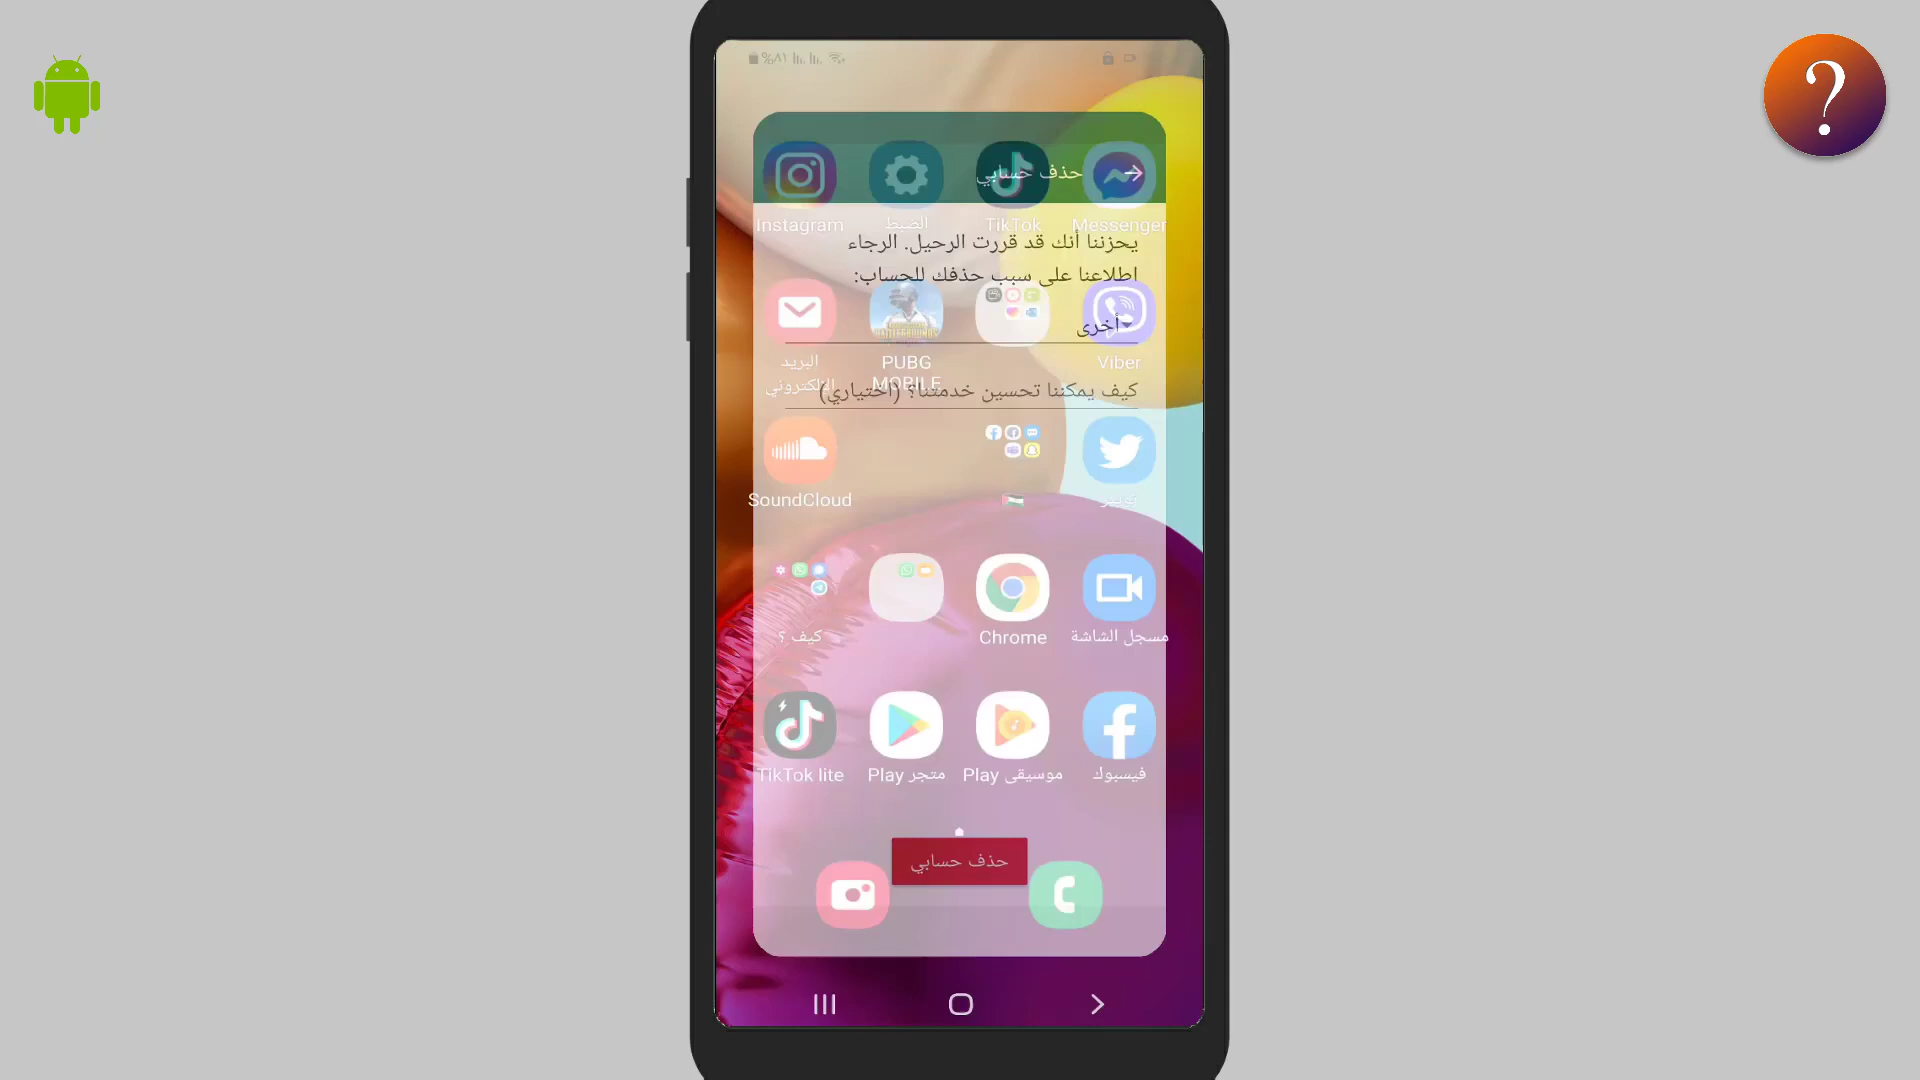 %٨١
?
حذف حسابي
Instagram
الضبط
TikTok
Messenger
يحزننا أنك قد قررت الرحيل. الرجاء
اطلاعنا على سبب حذفك للحساب:
أخرى
البريد
الإلكتروني
PUBG
MOBILE
Viber
كيف يمكننا تحسين خدمتنا؟ (اختياري)
SoundCloud
تويتر
كيف ؟
Chrome
مسجل الشاشة
TikTok lite
متجر Play
موسيقى Play
فيسبوك
حذف حسابي